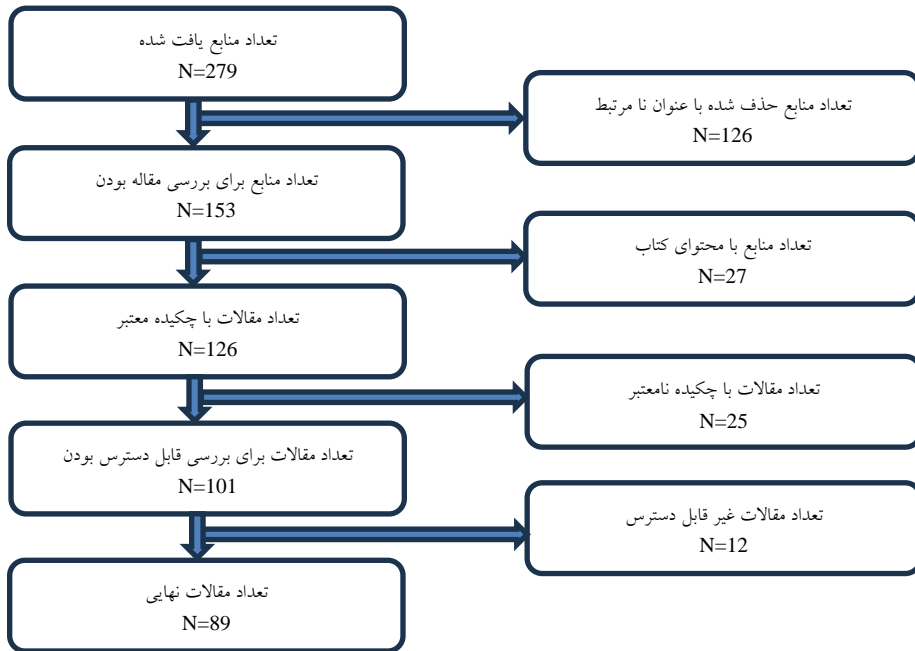 تعداد منابع یافت شده
N=279
تعداد منابع حذف شده با عنوان نا مرتبط
N=126
تعداد منابع برای بررسی مقاله بودن
N=153
تعداد منابع با محتوای کتاب
N=27
تعداد مقالات با چکیده معتبر
N=126
تعداد مقالات با چکیده نامعتبر
N=25
تعداد مقالات برای بررسی قابل دسترس بودن
N=101
تعداد مقالات غیر قابل دسترس
N=12
تعداد مقالات نهایی
N=89